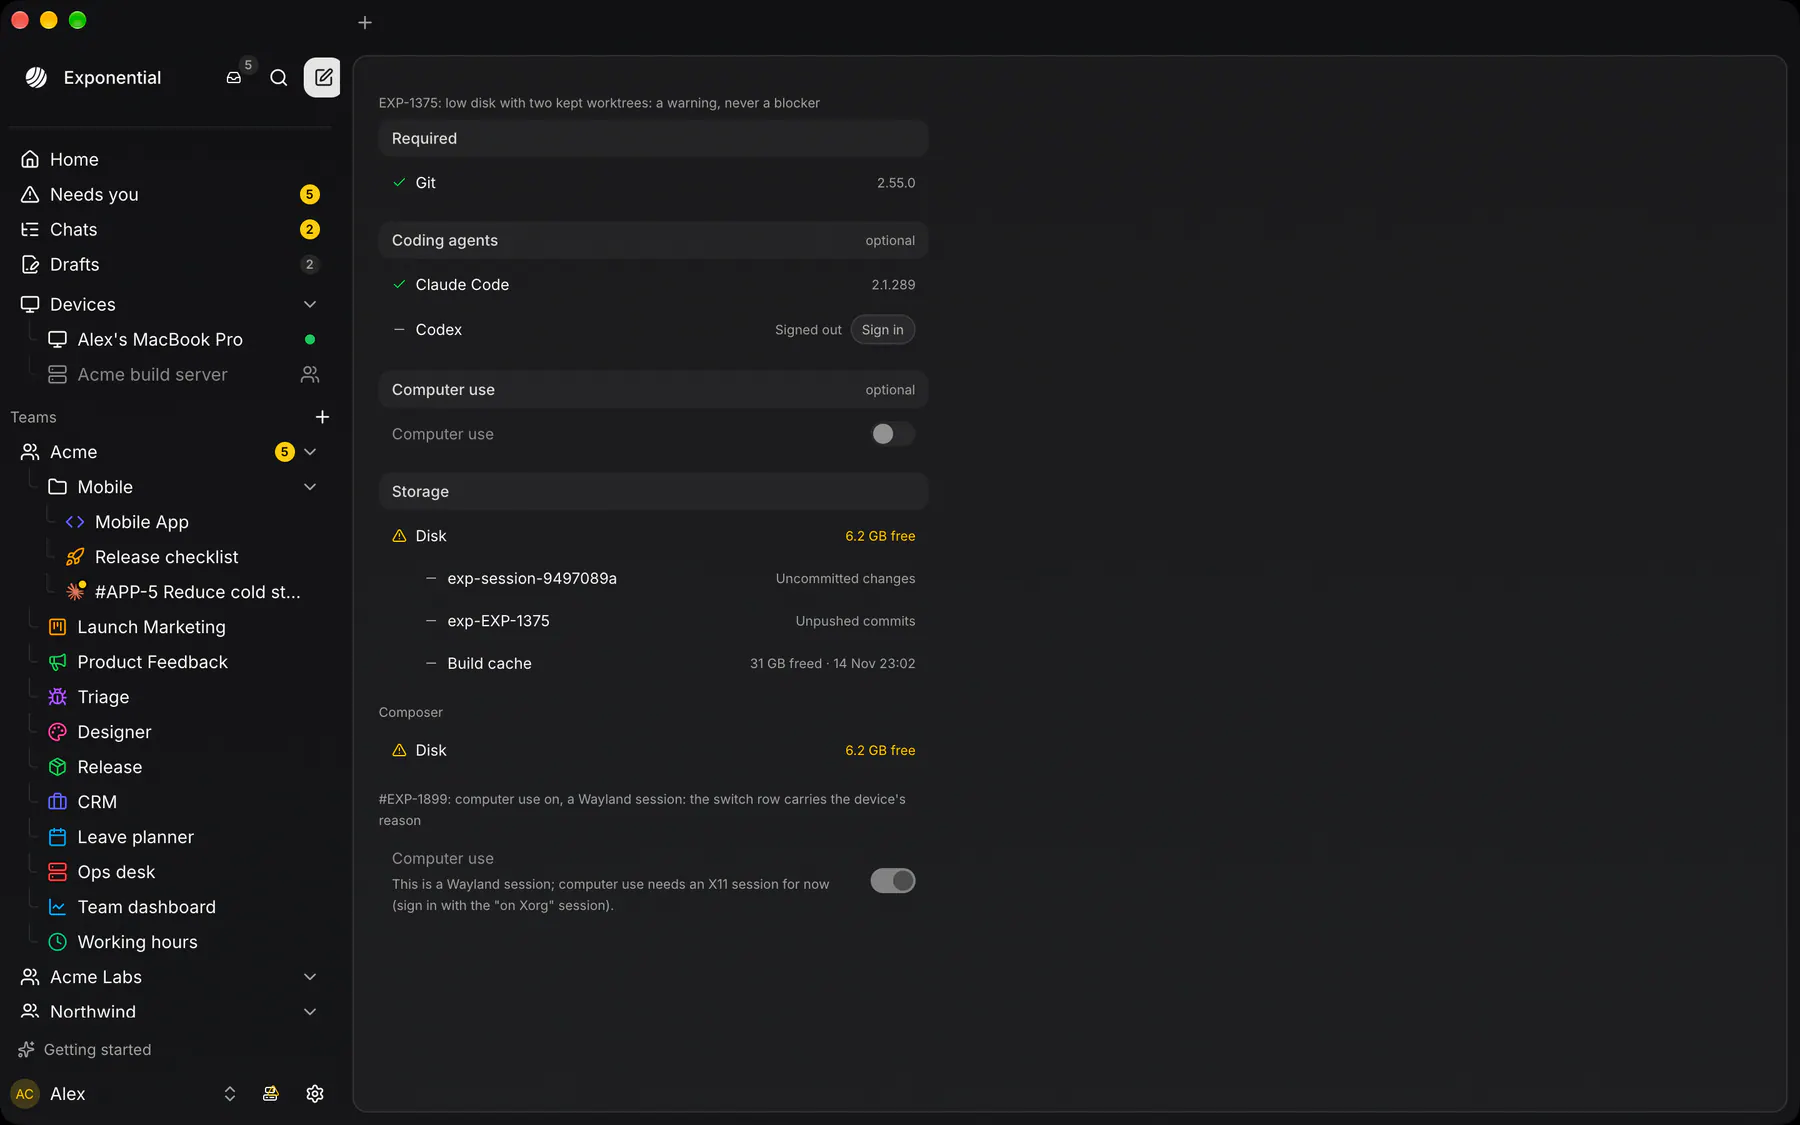 Exponential
5
Home
Needs you
5
Chats
2
Drafts
2
Devices
Alex's MacBook Pro
Acme build server
Teams
Acme
5
Mobile
Mobile App
Release checklist
#APP-5 Reduce cold st...
Launch Marketing
Product Feedback
Triage
Designer
Release
CRM
Leave planner
Ops desk
Team dashboard
Working hours
Acme Labs
Northwind
Getting started
AC
Alex
EXP-1375: low disk with two kept worktrees: a warning, never a blocker
Required
Git
2.55.0
Coding agents
optional
Claude Code
2.1.289
Codex
Signed out
Sign in
Computer use
optional
Computer use
Storage
Disk
6.2 GB free
exp-session-9497089a
Uncommitted changes
exp-EXP-1375
Unpushed commits
Build cache
31 GB freed · 14 Nov 23:02
Composer
Disk
6.2 GB free
#EXP-1899: computer use on, a Wayland session: the switch row carries the device's
reason
Computer use
This is a Wayland session; computer use needs an X11 session for now
(sign in with the "on Xorg" session).